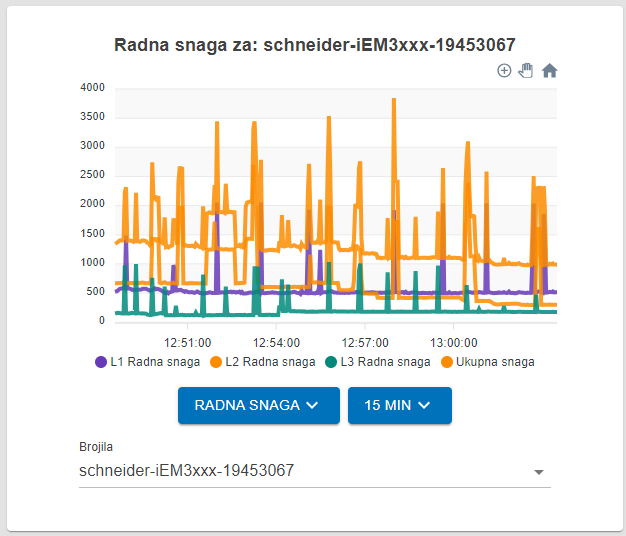 Radna snaga za: schneider-iEM3xxx-19453067
4000
3500
3000
2500
2000
1500
1000
500
0
12:51:00 12:54:00 12:57:00 13:00:00
L1 Radna snaga L2 Radna snaga L3 Radna snaga Ukupna snaga
RADNA SNAGA 15 MIN
Brojila
schneider-iEM3xxx-19453067